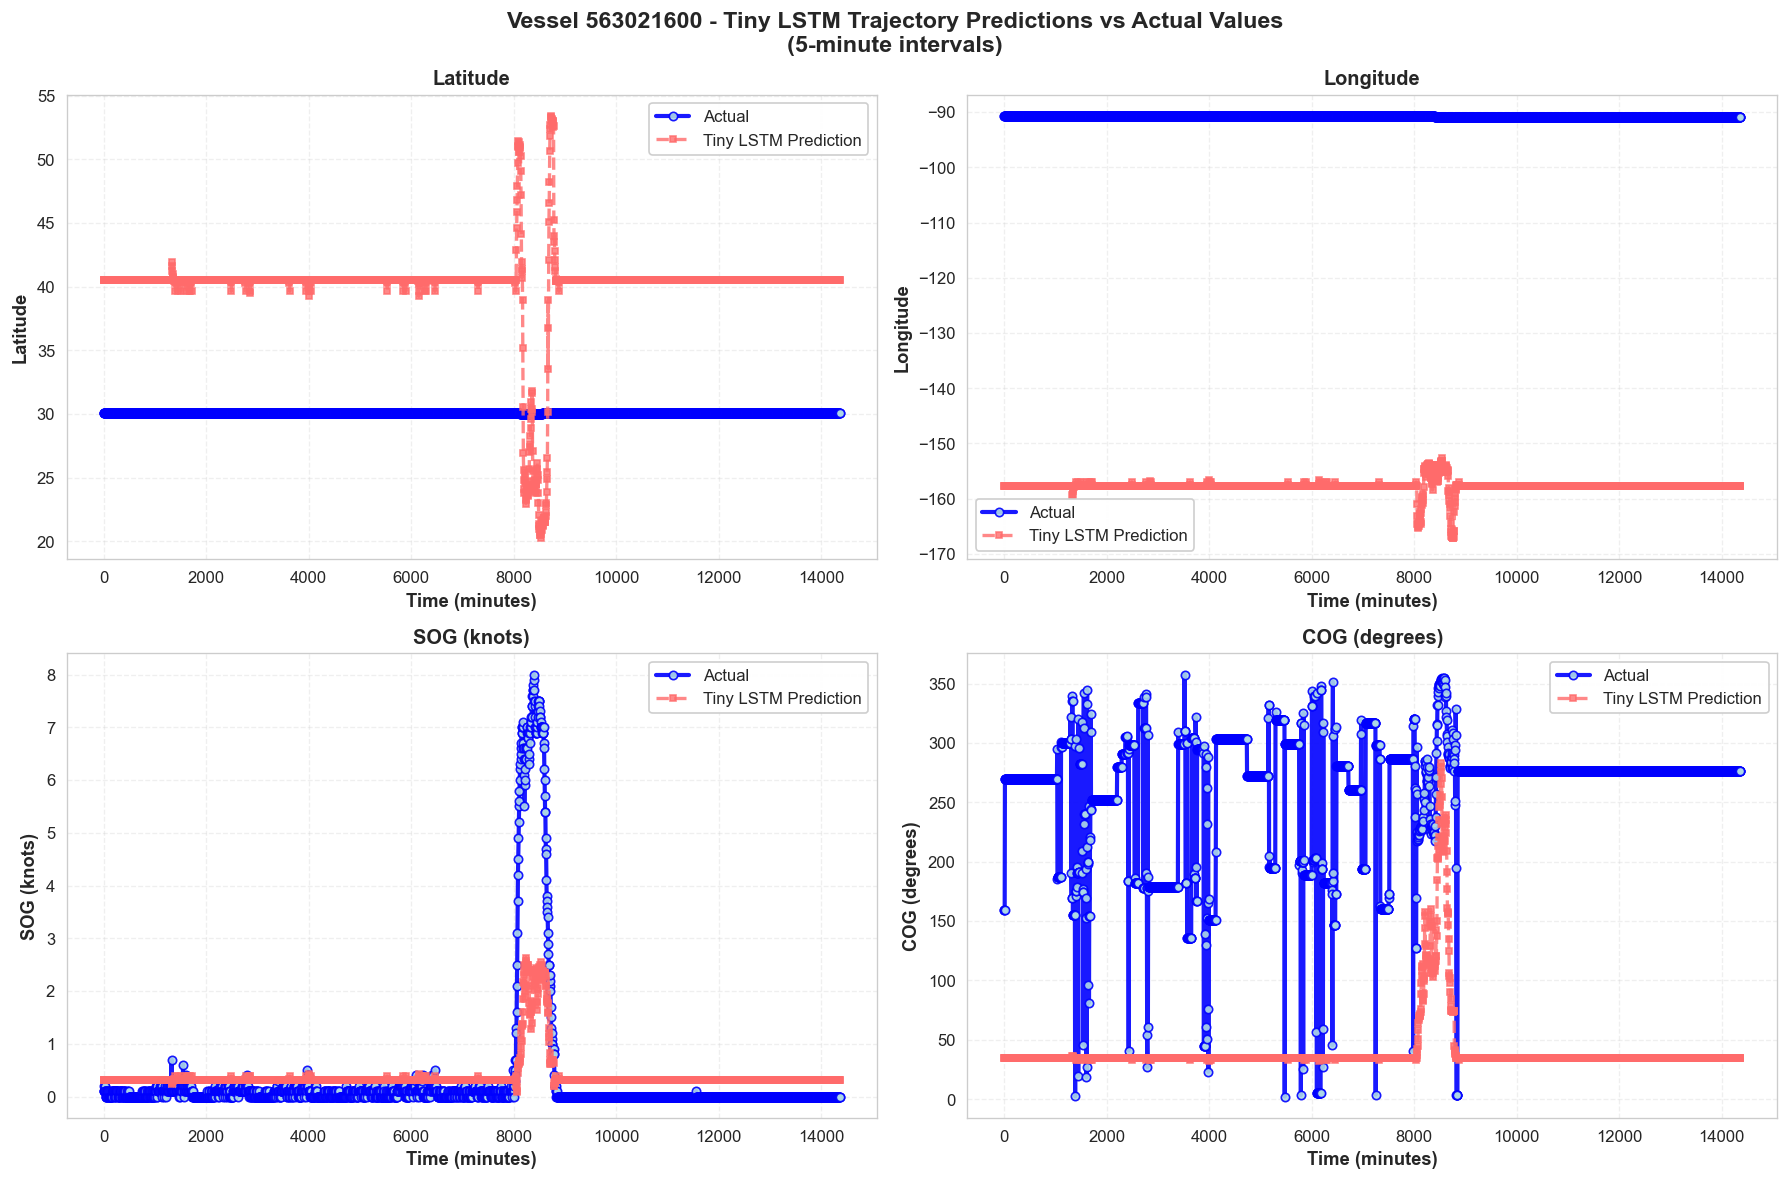 Vessel 563021600 - Tiny LSTM Trajectory Predictions vs Actual Values
(5-minute intervals)
Latitude
55
50
45
40
35
30
25
20
Latitude
Actual
Tiny LSTM Prediction
0 2000 4000 6000 8000 10000 12000 14000
Time (minutes)
Longitude
−90
−100
−110
−120
−130
−140
−150
−160
−170
Longitude
Actual
Tiny LSTM Prediction
0 2000 4000 6000 8000 10000 12000 14000
Time (minutes)
SOG (knots)
8
7
6
5
4
3
2
1
0
SOG (knots)
Actual
Tiny LSTM Prediction
0 2000 4000 6000 8000 10000 12000 14000
Time (minutes)
COG (degrees)
350
300
250
200
150
100
50
0
COG (degrees)
Actual
Tiny LSTM Prediction
0 2000 4000 6000 8000 10000 12000 14000
Time (minutes)